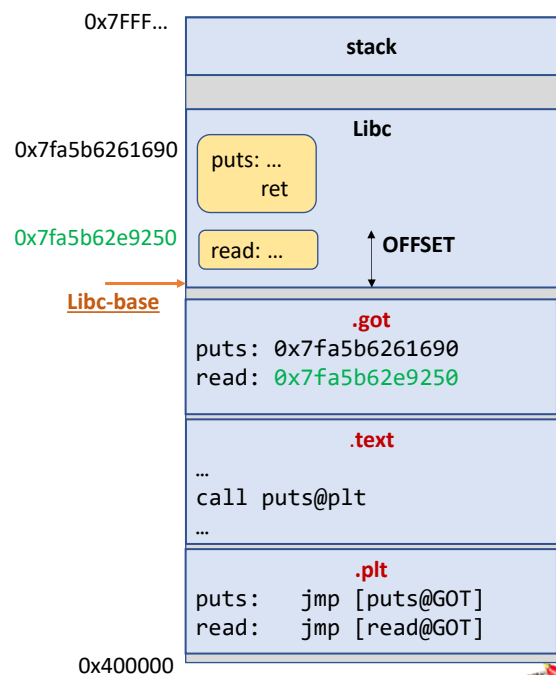 0x7FFF...
stack
Libc
0x7fa5b6261690
puts: ...
ret
0x7fa5b62e9250
read: ...
OFFSET
Libc-base
.got
puts: 0x7fa5b6261690
read: 0x7fa5b62e9250
.text
…
call puts@plt
…
.plt
puts: jmp [puts@GOT]
read: jmp [read@GOT]
0x400000